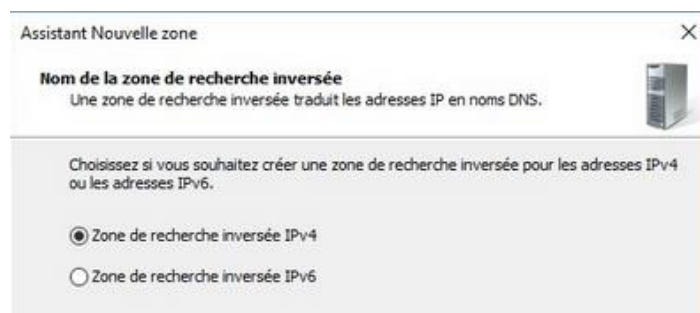 Assistant Nouvelle zone
Nom de la zone de recherche inversée
Une zone de recherche inversée traduit les adresses IP en noms DNS.
Choisissez si vous souhaitez créer une zone de recherche inversée pour les adresses IPv4
ou les adresses IPv6.
Zone de recherche inversée IPv4
Zone de recherche inversée IPv6